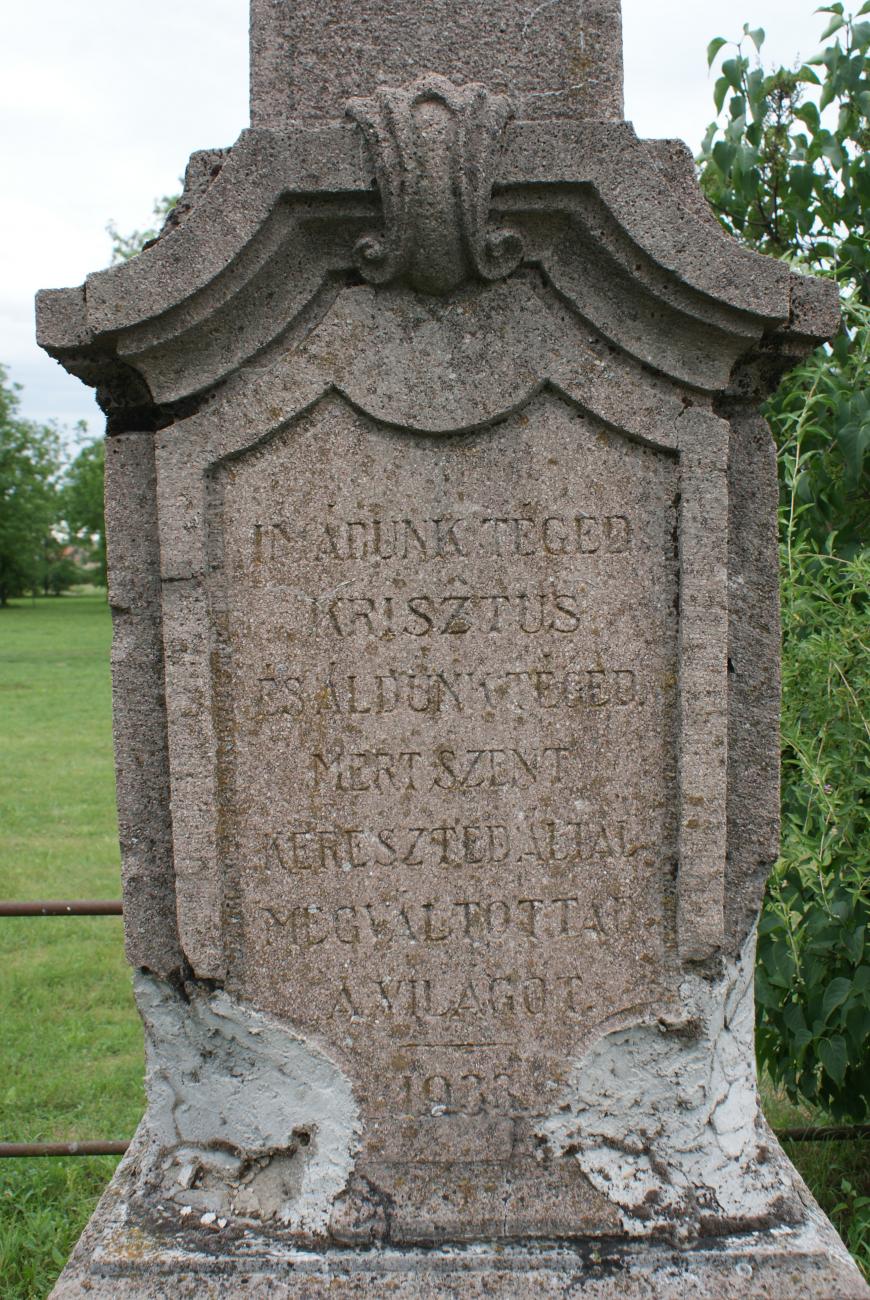 IMÁDUNK TÉGED
KRISZTUS
ÉS ÁLDUNK TÉGED.
MERT SZENT
KERESZTED ÁLTAL
MEGVÁLTOTTAD
A VILÁGOT.